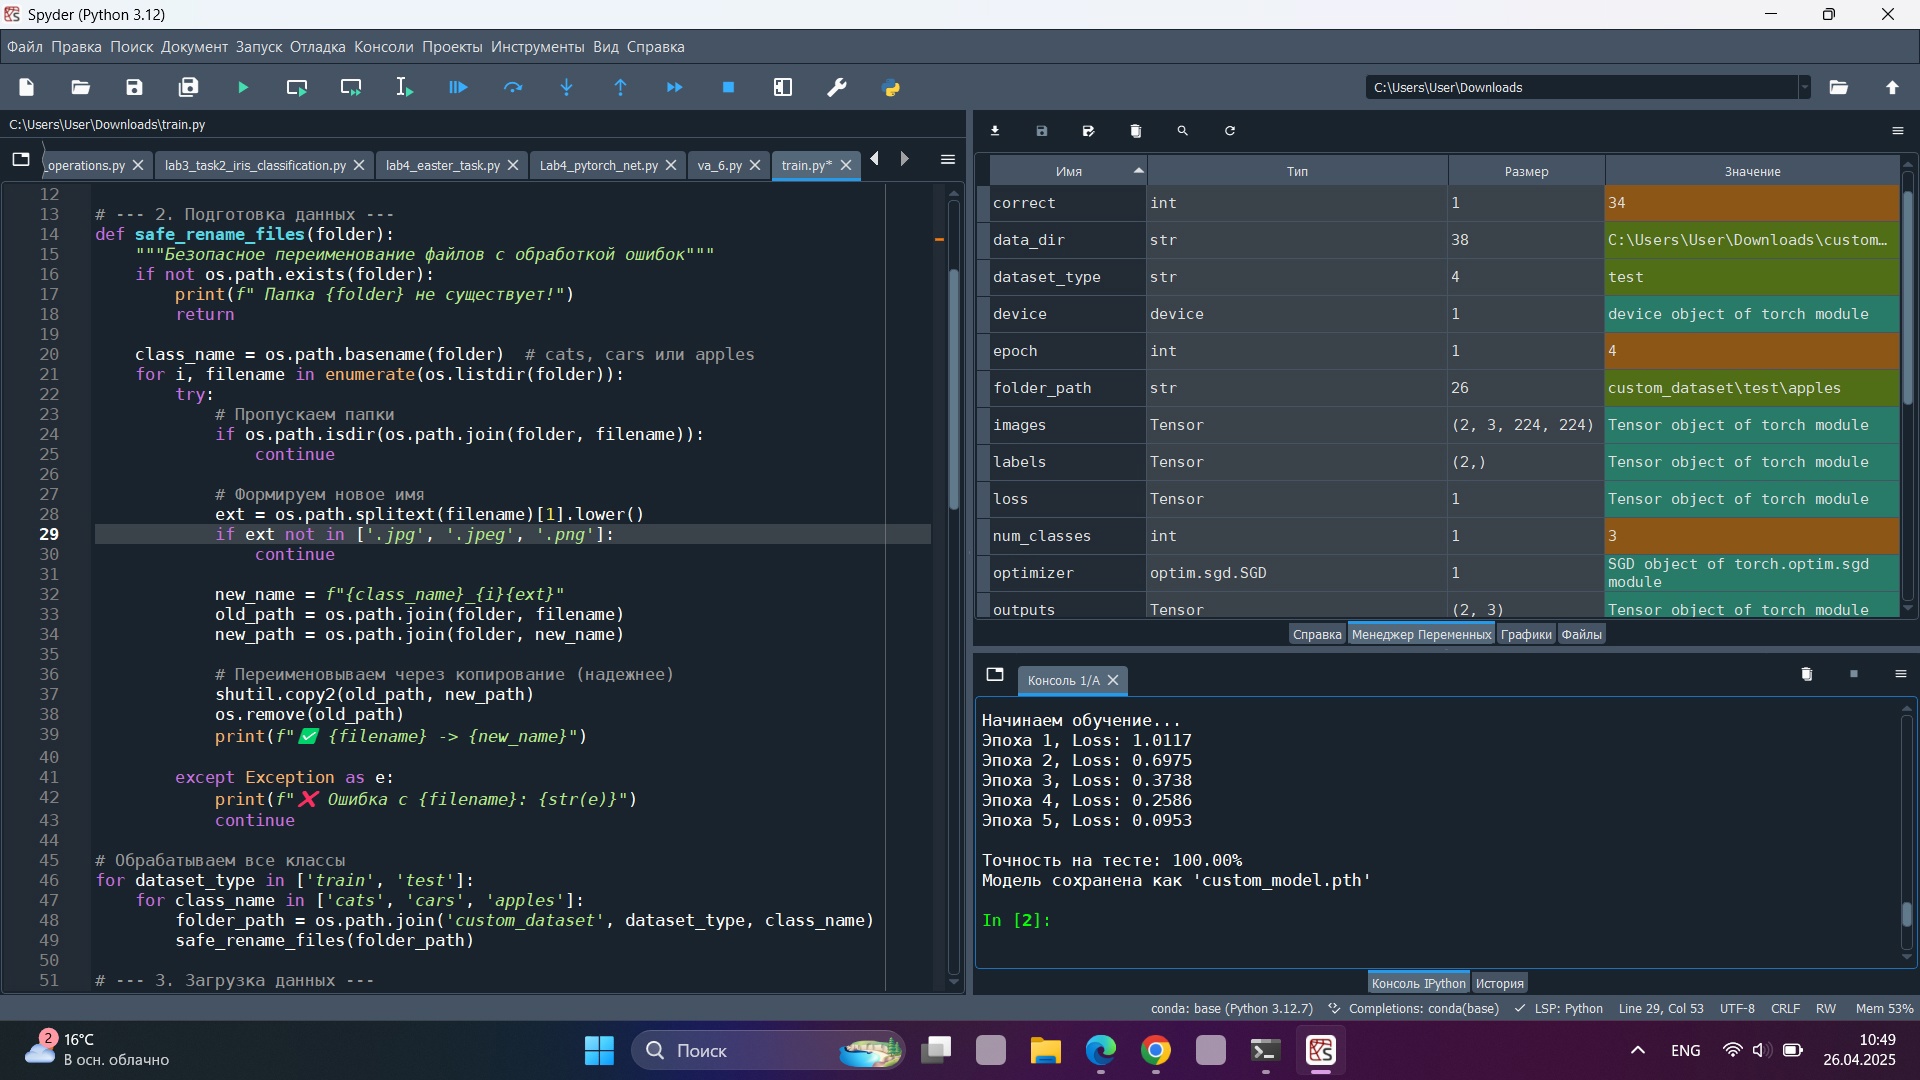 Spyder (Python 3.12)
Файл Правка Поиск Документ Запуск Отладка Консоли Проекты Инструменты Вид Справка
C:\Users\User\Downloads
C:\Users\User\Downloads\train.py
operations.py lab3_task2_iris_classification.py lab4_easter_task.py Lab4_pytorch_net.py va_6.py train.py*
12
13 # --- 2. Подготовка данных ---
14 def safe_rename_files(folder):
15 """Безопасное переименование файлов с обработкой ошибок"""
16 if not os.path.exists(folder):
17 print(f" Папка {folder} не существует!")
18 return
19
20 class_name = os.path.basename(folder) # cats, cars или apples
21 for i, filename in enumerate(os.listdir(folder)):
22 try:
23 # Пропускаем папки
24 if os.path.isdir(os.path.join(folder, filename)):
25 continue
26
27 # Формируем новое имя
28 ext = os.path.splitext(filename)[1].lower()
29 if ext not in ['.jpg', '.jpeg', '.png']:
30 continue
31
32 new_name = f"{class_name}_{i}{ext}"
33 old_path = os.path.join(folder, filename)
34 new_path = os.path.join(folder, new_name)
35
36 # Переименовываем через копирование (надежнее)
37 shutil.copy2(old_path, new_path)
38 os.remove(old_path)
39 print(f"✅ {filename} -> {new_name}")
40
41 except Exception as e:
42 print(f"❌ Ошибка с {filename}: {str(e)}")
43 continue
44
45 # Обрабатываем все классы
46 for dataset_type in ['train', 'test']:
47 for class_name in ['cats', 'cars', 'apples']:
48 folder_path = os.path.join('custom_dataset', dataset_type, class_name)
49 safe_rename_files(folder_path)
50
51 # --- 3. Загрузка данных ---
Имя Тип Размер Значение
correct int 1 34
data_dir str 38 C:\Users\User\Downloads\custom…
dataset_type str 4 test
device device 1 device object of torch module
epoch int 1 4
folder_path str 26 custom_dataset\test\apples
images Tensor (2, 3, 224, 224) Tensor object of torch module
labels Tensor (2,) Tensor object of torch module
loss Tensor 1 Tensor object of torch module
num_classes int 1 3
optimizer optim.sgd.SGD 1 SGD object of torch.optim.sgd
module
outputs Tensor (2, 3) Tensor object of torch module
Справка Менеджер Переменных Графики Файлы
Консоль 1/A
Начинаем обучение...
Эпоха 1, Loss: 1.0117
Эпоха 2, Loss: 0.6975
Эпоха 3, Loss: 0.3738
Эпоха 4, Loss: 0.2586
Эпоха 5, Loss: 0.0953
Точность на тесте: 100.00%
Модель сохранена как 'custom_model.pth'
In [2]:
Консоль IPython История
conda: base (Python 3.12.7) Completions: conda(base) LSP: Python Line 29, Col 53 UTF-8 CRLF RW Mem 53%
2 16°C
В осн. облачно
Поиск
ENG
10:49
26.04.2025